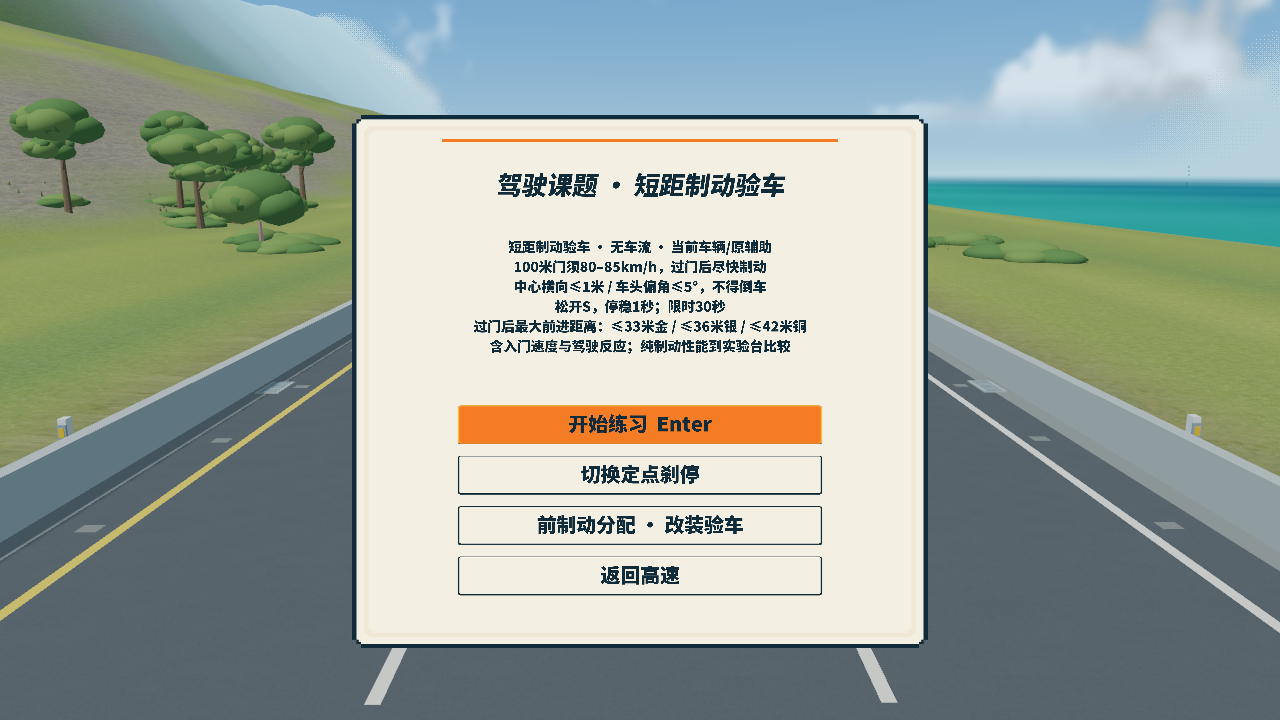 驾驶课题 · 短距制动验车
短距制动验车 · 无车流 · 当前车辆/原辅助
100米门须80–85km/h，过门后尽快制动
中心横向≤1米 / 车头偏角≤5°，不得倒车
松开S，停稳1秒；限时30秒
过门后最大前进距离：≤33米金 / ≤36米银 / ≤42米铜
含入门速度与驾驶反应；纯制动性能到实验台比较
开始练习 Enter
切换定点刹停
前制动分配 · 改装验车
返回高速